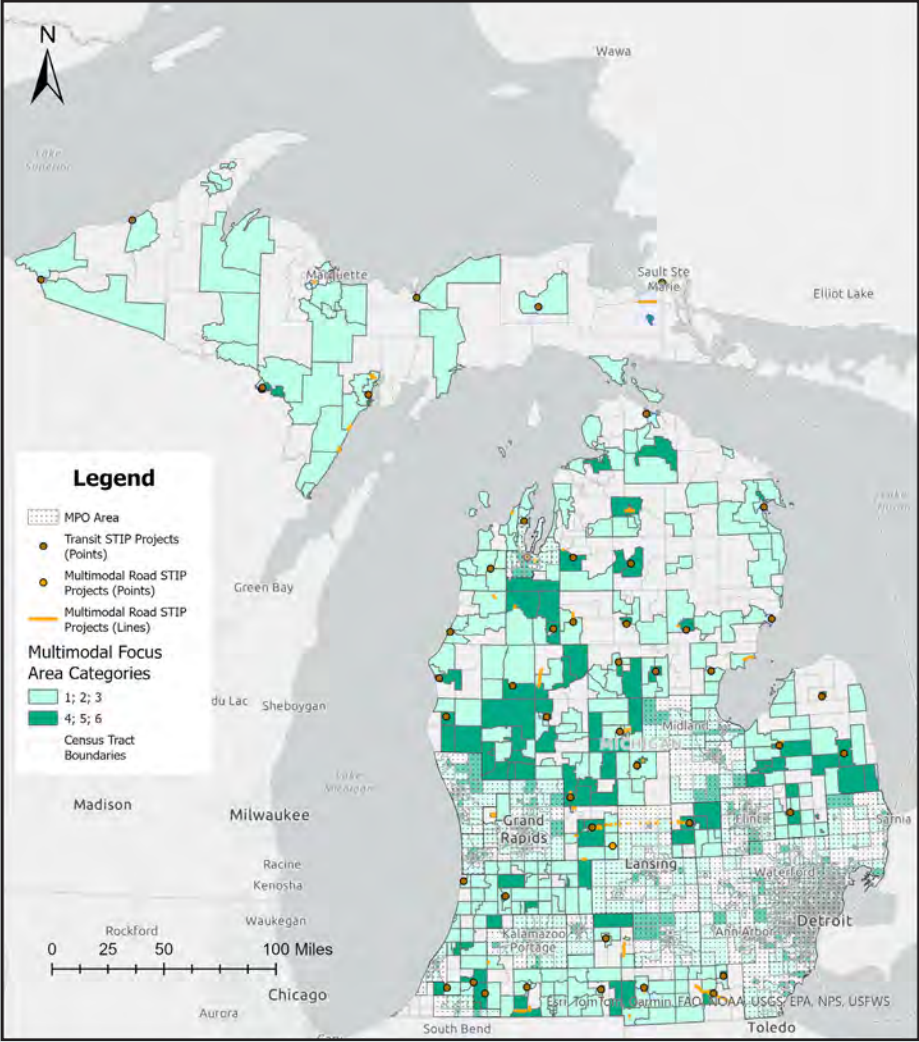 N
Wawa
Lake
Superior
Marquette
Sault Ste
Marie
Elliot Lake
Legend
MPO Area
Transit STIP Projects
(Points)
Multimodal Road STIP
Projects (Points)
Multimodal Road STIP
Projects (Lines)
Multimodal Focus
Area Categories
1; 2; 3
4; 5; 6
Census Tract
Boundaries
Green Bay
du Lac
Sheboygan
Midland
MICHIGAN
Lake
Michigan
Madison
Milwaukee
Grand
Rapids
Flint
Sarnia
Racine
Kenosha
Lansing
Waterford
Waukegan
Rockford
Kalamazoo
Portage
Ann Arbor
Detroit
0 25 50 100 Miles
Chicago
Aurora
Esri, TomTom, Garmin, FAO, NOAA, USGS, EPA, NPS, USFWS
South Bend
Toledo